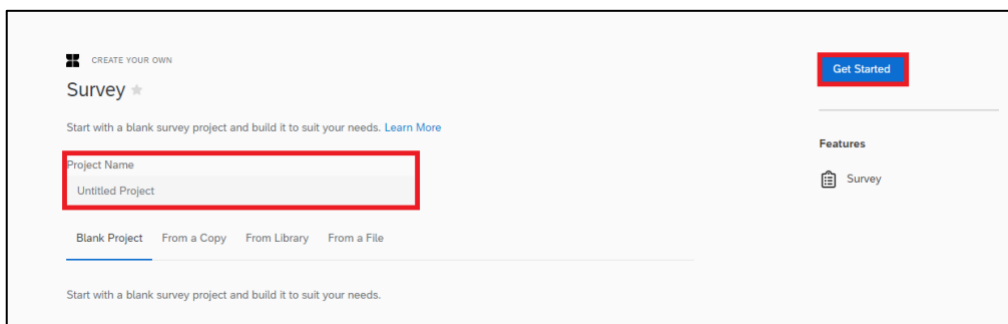 CREATE YOUR OWN
Survey
Start with a blank survey project and build it to suit your needs. Learn More
Project Name
Untitled Project
Blank Project From a Copy From Library From a File
Start with a blank survey project and build it to suit your needs.
Get Started
Features
Survey